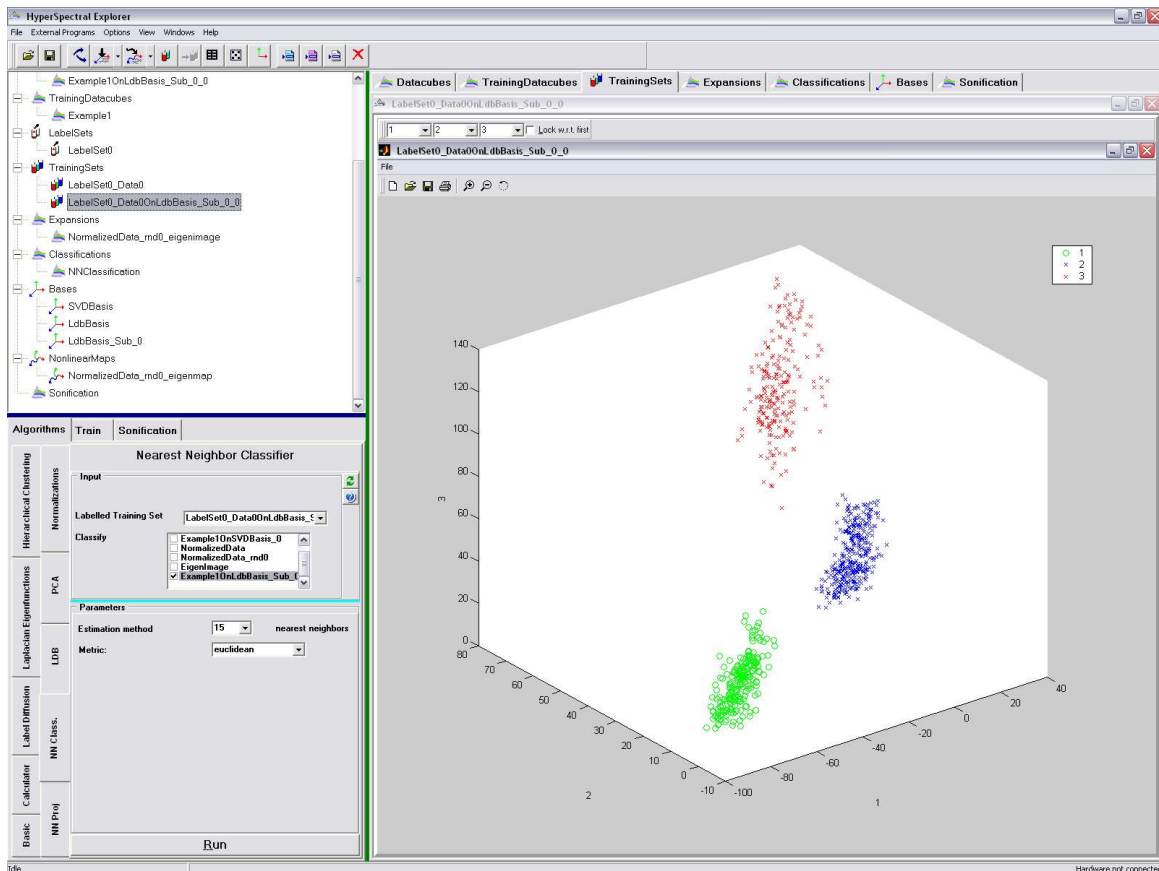 HyperSpectral Explorer
File External Programs Options View Windows Help
Example1OnLdbBasis_Sub_0_0
TrainingDatacubes
Example1
LabelSets
LabelSet0
TrainingSets
LabelSet0_Data0
LabelSet0_Data0OnLdbBasis_Sub_0_0
Expansions
NormalizedData_rnd0_eigenimage
Classifications
NNClassification
Bases
SVDBasis
LdbBasis
LdbBasis_Sub_0
NonlinearMaps
NormalizedData_rnd0_eigenmap
Sonification
Algorithms Train Sonification
Hierarchical Clustering
Laplacian Eigenfunctions
Label Diffusion
Calculator
Basic
Normalizations
PCA
LDB
NN Class.
NN Proj
Nearest Neighbor Classifier
Input
Labelled Training Set LabelSet0_Data0OnLdbBasis_S
Classify
Example1OnSVDBasis_0
NormalizedData
NormalizedData_rnd0
EigenImage
Example1OnLdbBasis_Sub_0
Parameters
Estimation method 15 nearest neighbors
Metric: euclidean
Run
Idle
Datacubes TrainingDatacubes TrainingSets Expansions Classifications Bases Sonification
LabelSet0_Data0OnLdbBasis_Sub_0_0
1 2 3 Lock w.r.t. first
LabelSet0_Data0OnLdbBasis_Sub_0_0
File
1
2
3
140
120
100
80
60
40
20
0
3
80
70
60
50
40
30
20
10
0
-10
2
-100
-80
-60
-40
-20
0
20
40
1
Hardware not connected